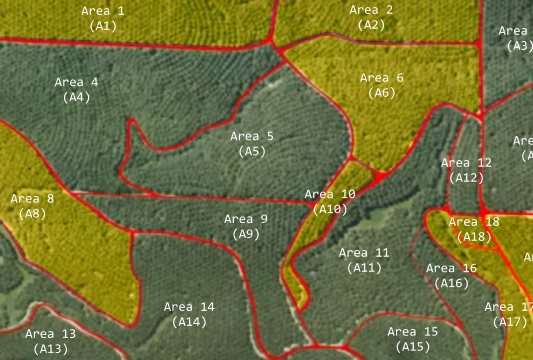 Area 1
(A1)
Area 2
(A2)
Area
(A3)
Area 4
(A4)
Area 6
(A6)
Area 5
(A5)
Area 12
(A12)
Area 8
(A8)
Area 10
(A10)
Area 9
(A9)
Area 18
(A18)
Area 11
(A11)
Area 16
(A16)
Area 14
(A14)
Area 17
(A17)
Area 13
(A13)
Area 15
(A15)